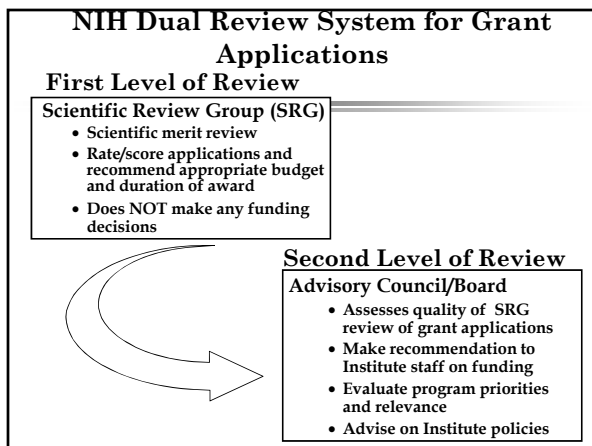 NIH Dual Review System for Grant
Applications
First Level of Review
Scientific Review Group (SRG)
• Scientific merit review
• Rate/score applications and
recommend appropriate budget
and duration of award
• Does NOT make any funding
decisions
Second Level of Review
Advisory Council/Board
• Assesses quality of SRG
review of grant applications
• Make recommendation to
Institute staff on funding
• Evaluate program priorities
and relevance
• Advise on Institute policies